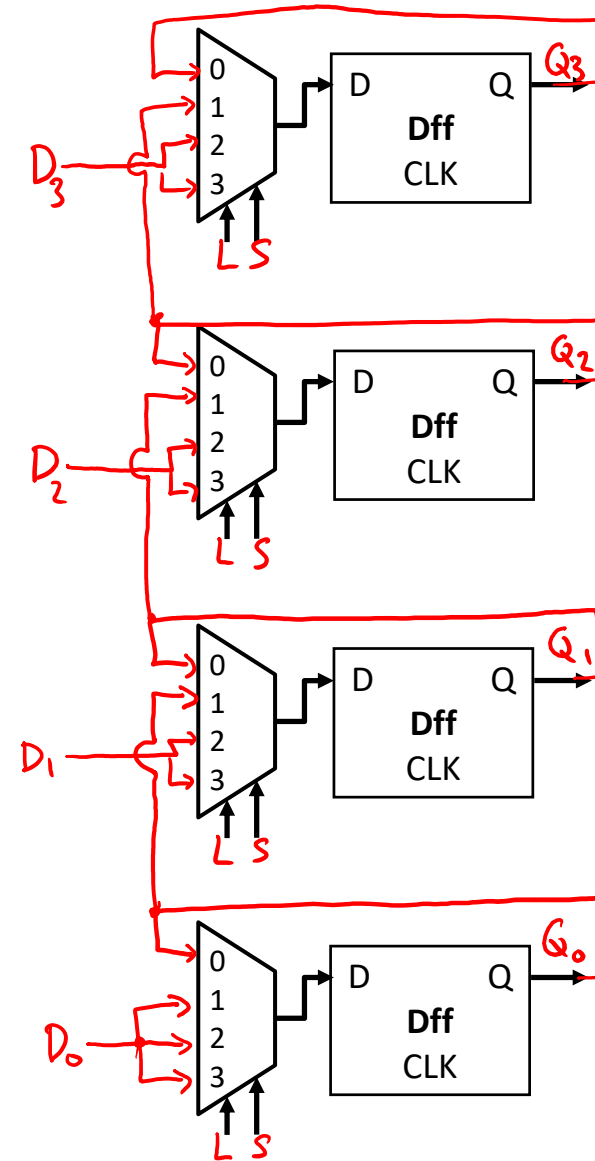 0 D Q Q3
1 Dff
2 CLK
D3 3
L S
0 D Q Q2
1 Dff
2 CLK
D2 3
L S
0 D Q Q1
1 Dff
D1 2 CLK
3
L S
0 D Q Q0
1 Dff
D0 2 CLK
3
L S